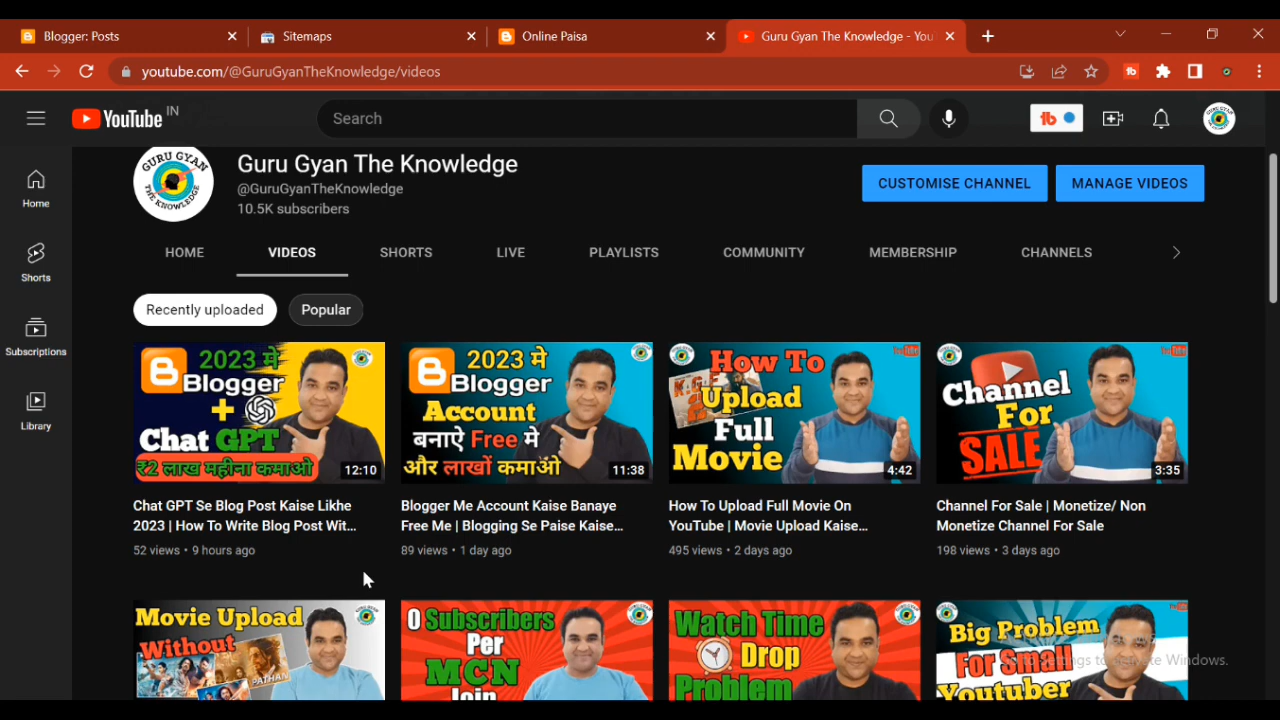 Blogger: Posts
Sitemaps
Online Paisa
Guru Gyan The Knowledge - You
youtube.com/@GuruGyanTheKnowledge/videos
YouTube IN
Search
GURU GYAN
THE KNOWLEDGE
Guru Gyan The Knowledge
@GuruGyanTheKnowledge
10.5K subscribers
CUSTOMISE CHANNEL
MANAGE VIDEOS
Home
Shorts
Subscriptions
Library
HOME
VIDEOS
SHORTS
LIVE
PLAYLISTS
COMMUNITY
MEMBERSHIP
CHANNELS
Recently uploaded
Popular
2023 मे
Blogger
+
Chat GPT
₹2 लाख महीना कमाओ
12:10
Chat GPT Se Blog Post Kaise Likhe
2023 | How To Write Blog Post Wit...
52 views • 9 hours ago
2023 मे
Blogger
Account
बनाऐ Free मे
और लाखों कमाओ
11:38
Blogger Me Account Kaise Banaye
Free Me | Blogging Se Paise Kaise...
89 views • 1 day ago
How To
Upload
Full
Movie
4:42
How To Upload Full Movie On
YouTube | Movie Upload Kaise...
495 views • 2 days ago
Channel
For
SALE
3:35
Channel For Sale | Monetize/ Non
Monetize Channel For Sale
198 views • 3 days ago
Movie Upload
Without
PATHAN
0 Subscribers
Per
MCN
Join
Watch Time
Drop
Problem
Big Problem
For Small
Youtuber